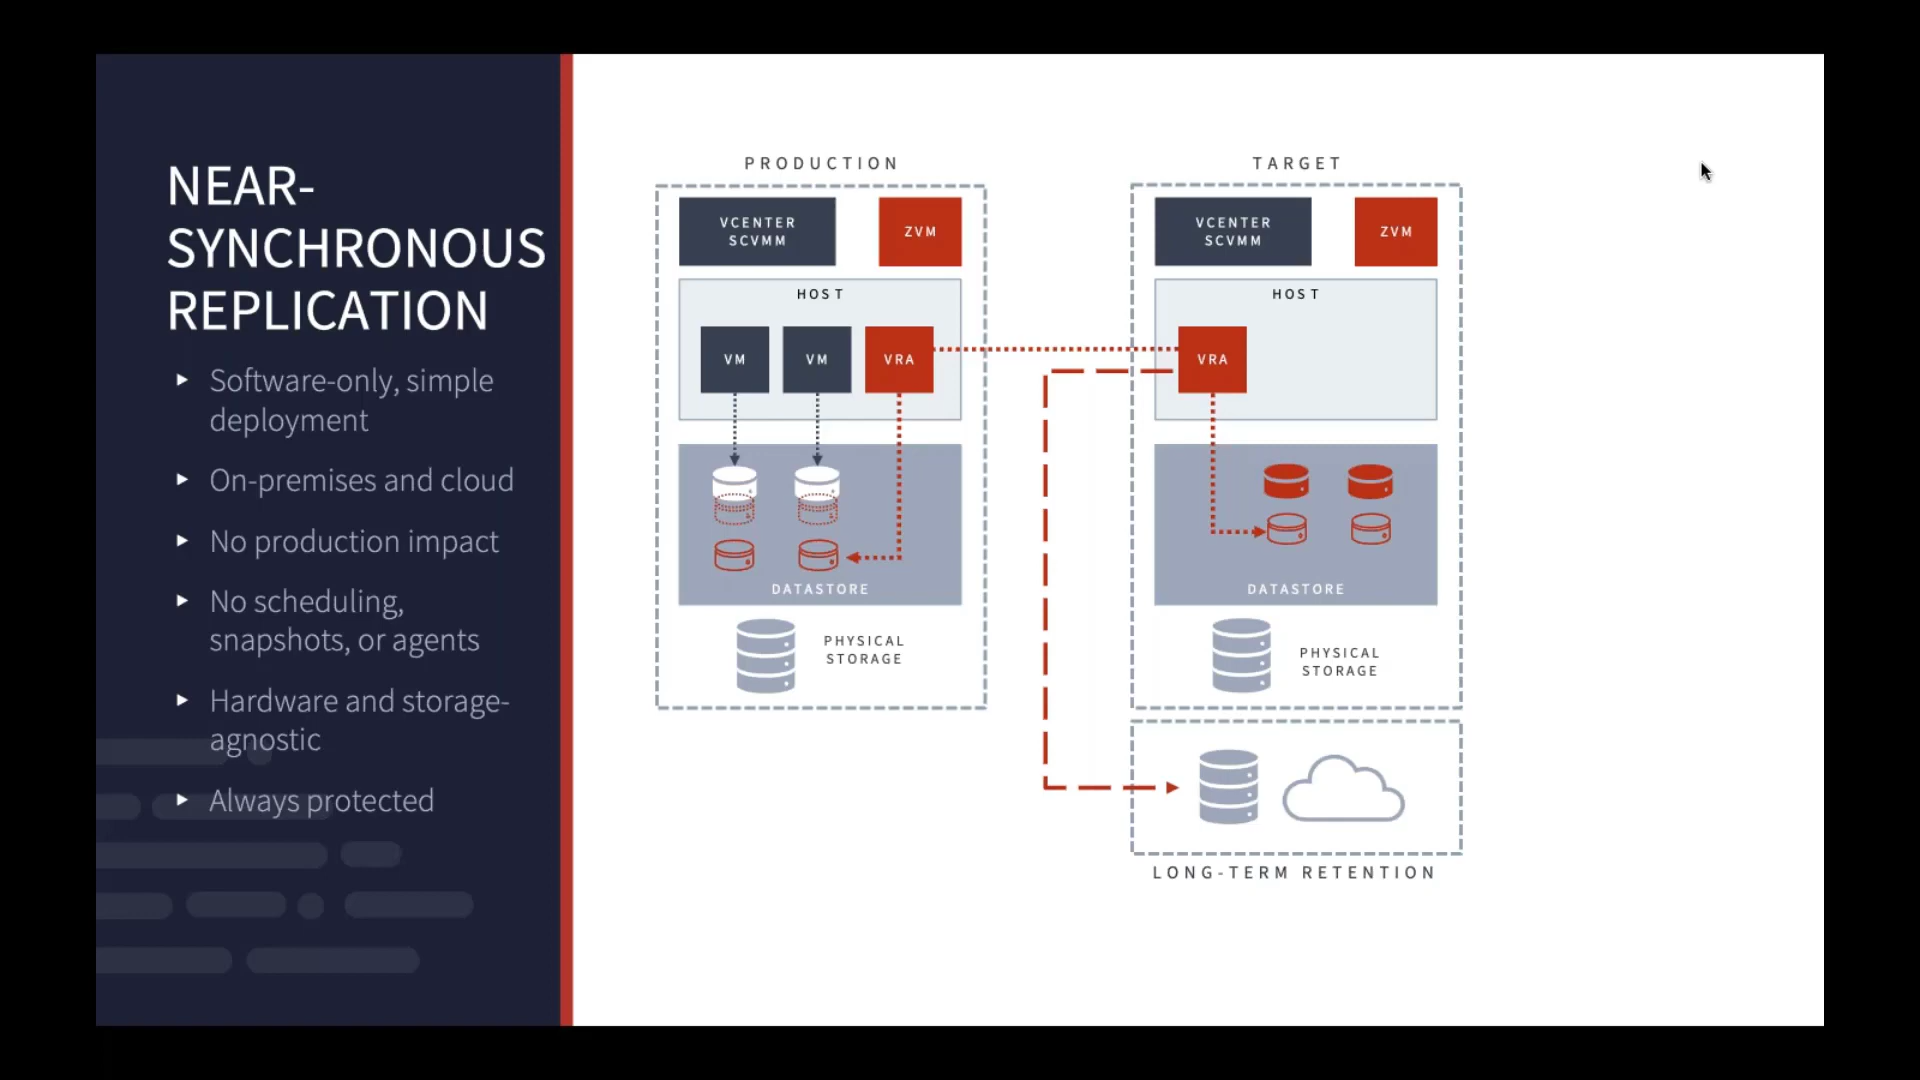 NEAR-
SYNCHRONOUS
REPLICATION
Software-only, simple
deployment
On-premises and cloud
No production impact
No scheduling,
snapshots, or agents
Hardware and storage-
agnostic
Always protected
PRODUCTION
VCENTER
SCVMM
ZVM
HOST
VM
VM
VRA
DATASTORE
PHYSICAL
STORAGE
TARGET
VCENTER
SCVMM
ZVM
HOST
VRA
DATASTORE
PHYSICAL
STORAGE
LONG-TERM RETENTION